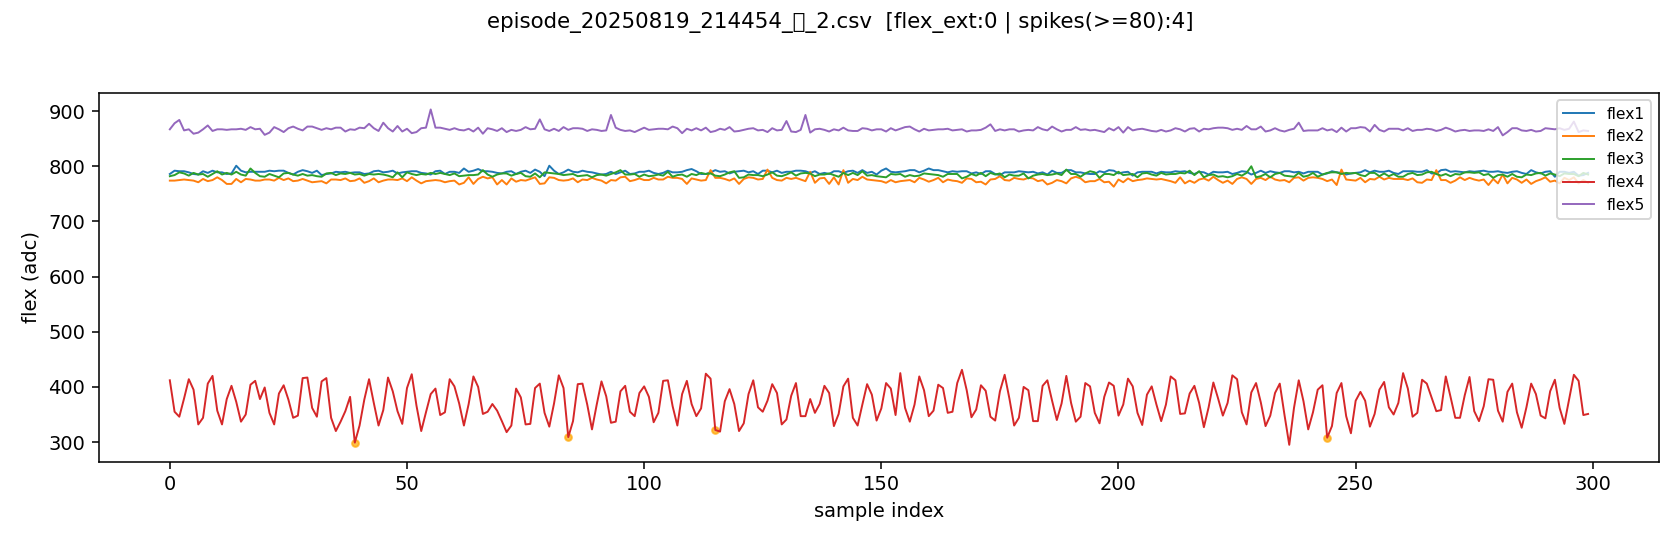 episode_20250819_214454_▯_2.csv [flex_ext:0 | spikes(>=80):4]
900
800
700
600
500
400
300
flex (adc)
0
50
100
150
200
250
300
sample index
flex1
flex2
flex3
flex4
flex5